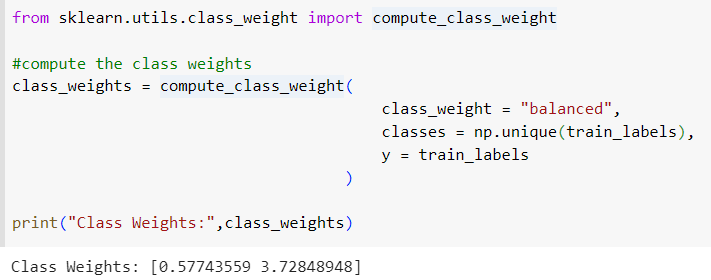 from sklearn.utils.class_weight import compute_class_weight
#compute the class weights
class_weights = compute_class_weight(
class_weight = "balanced",
classes = np.unique(train_labels),
y = train_labels
)
print("Class Weights:",class_weights)
Class Weights: [0.57743559 3.72848948]